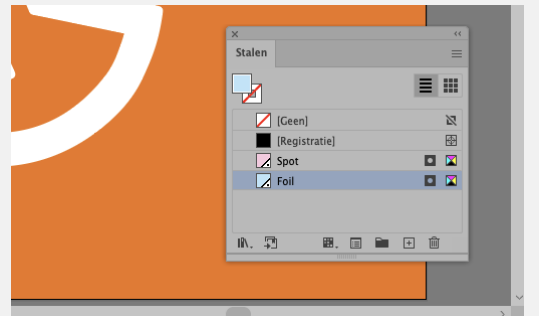 Stalen
[Geen]
[Registratie]
Spot
Foil